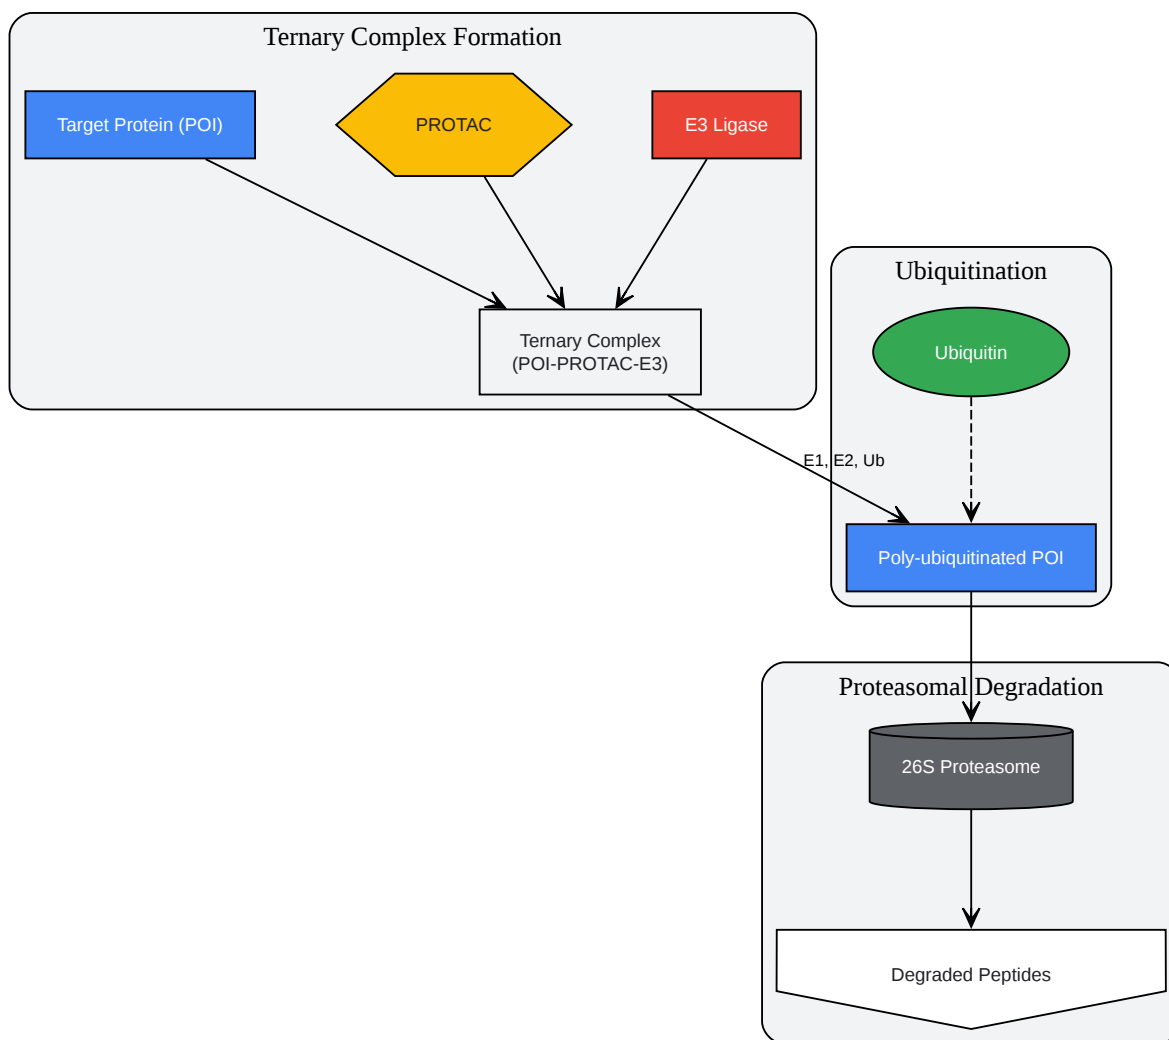 Ternary Complex Formation
Target Protein (POI)
PROTAC
E3 Ligase
Ternary Complex
(POI-PROTAC-E3)
Ubiquitination
Ubiquitin
E1, E2, Ub
Poly-ubiquitinated POI
Proteasomal Degradation
26S Proteasome
Degraded Peptides